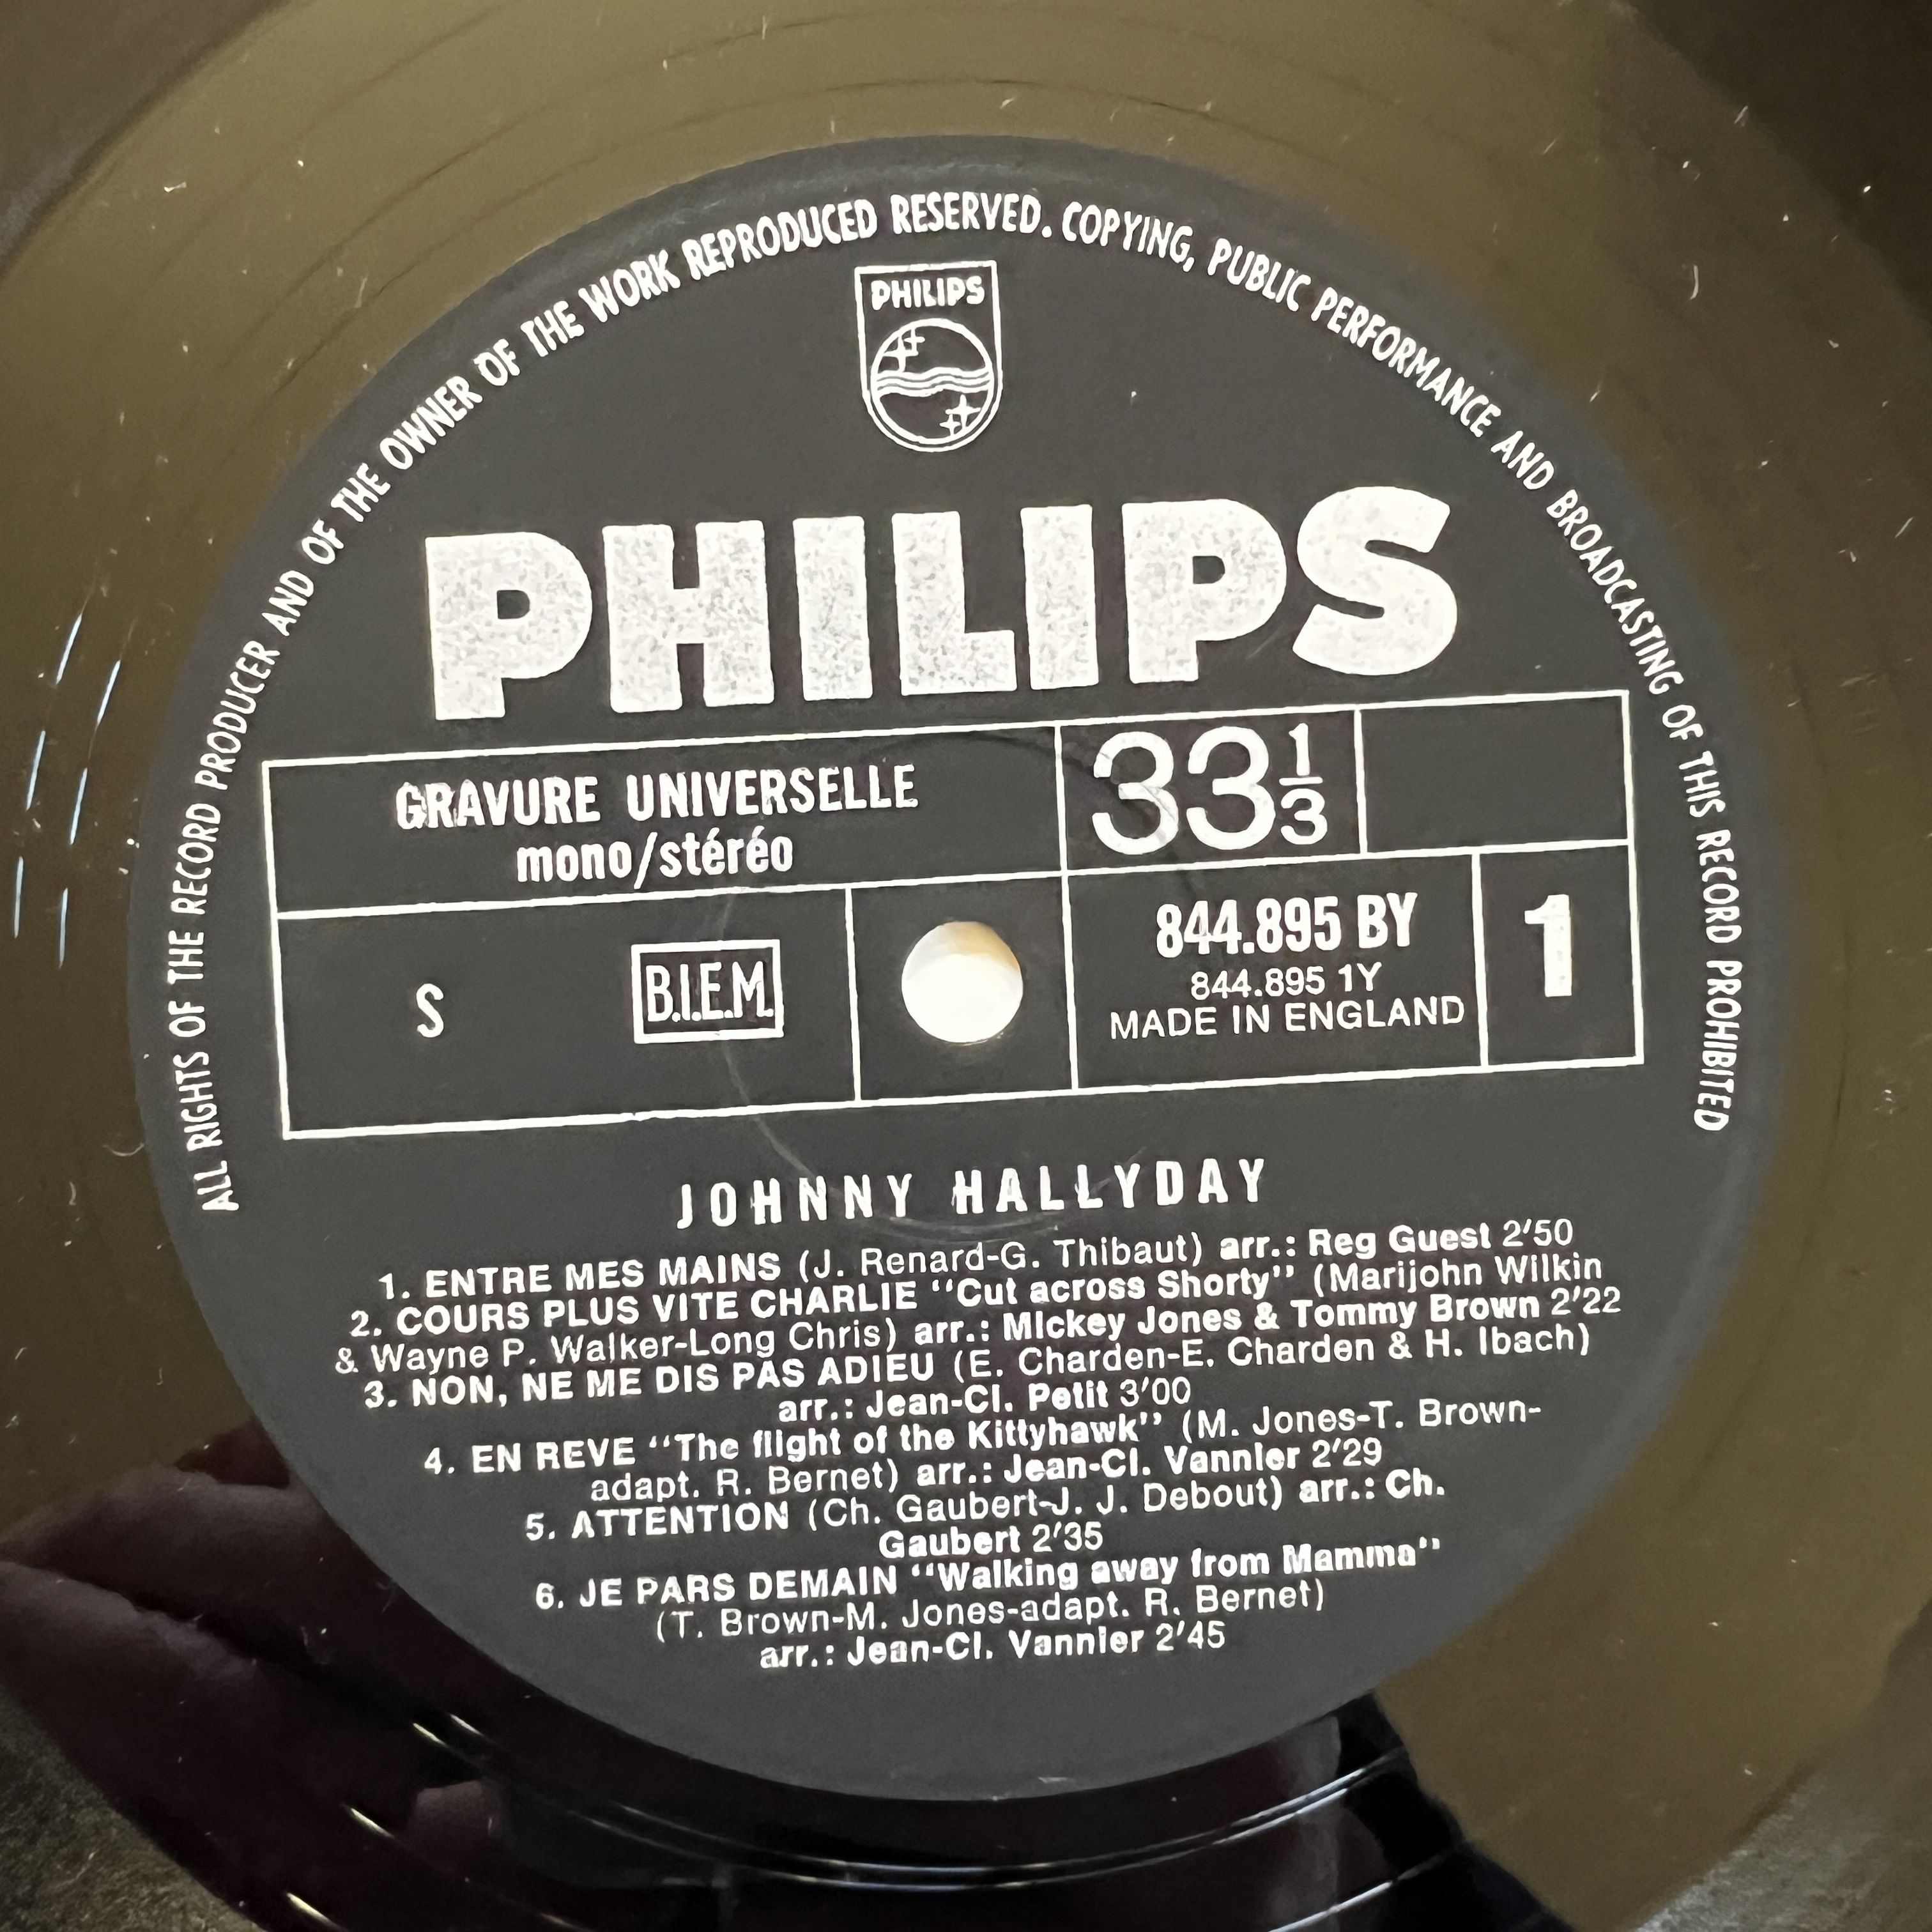 ALL RIGHTS OF THE RECORD PRODUCER AND OF THE OWNER OF THE WORK REPRODUCED RESERVED. COPYING, PUBLIC PERFORMANCE AND BROADCASTING OF THIS RECORD PROHIBITED
PHILIPS
PHILIPS
GRAVURE UNIVERSELLE
mono/stéréo
33 1/3
S
B.I.E.M.
844.895 BY
844.895 1Y
MADE IN ENGLAND
1
JOHNNY HALLYDAY
1. ENTRE MES MAINS (J. Renard-G. Thibaut) arr.: Reg Guest 2'50
2. COURS PLUS VITE CHARLIE "Cut across Shorty" (Marijohn Wilkin
& Wayne P. Walker-Long Chris) arr.: Mickey Jones & Tommy Brown 2'22
3. NON, NE ME DIS PAS ADIEU (E. Charden-E. Charden & H. Ibach)
arr.: Jean-Cl. Petit 3'00
4. EN REVE "The flight of the Kittyhawk" (M. Jones-T. Brown-
adapt. R. Bernet) arr.: Jean-Cl. Vannier 2'29
5. ATTENTION (Ch. Gaubert-J. J. Debout) arr.: Ch.
Gaubert 2'35
6. JE PARS DEMAIN "Walking away from Mamma"
(T. Brown-M. Jones-adapt. R. Bernet)
arr.: Jean-Cl. Vannier 2'45